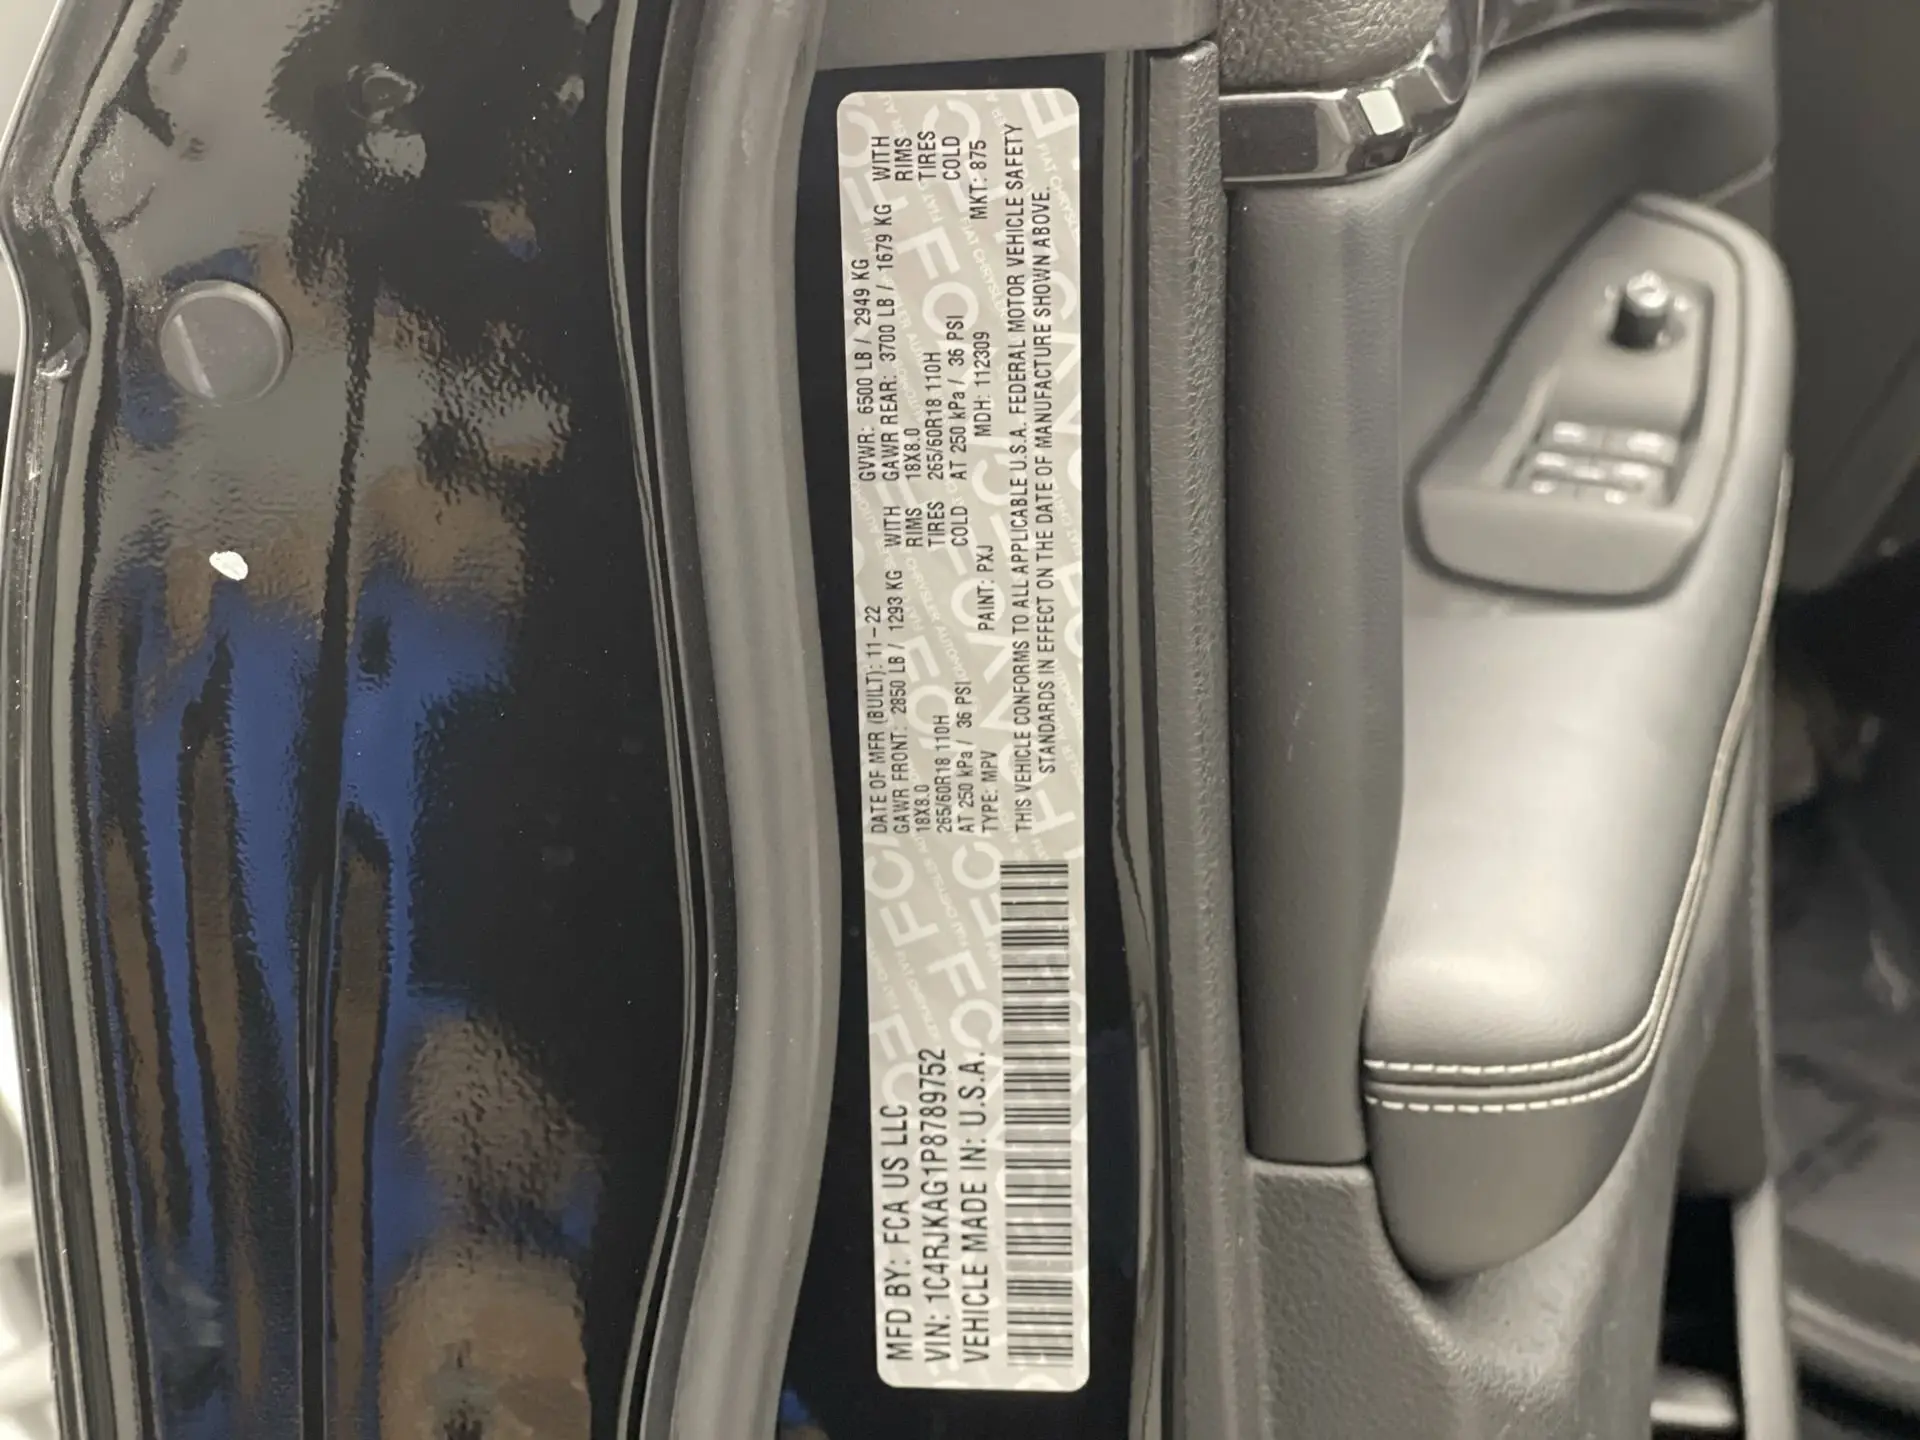 MFD BY: FCA US LLC
VIN: 1C4RJKAG1P8789752
VEHICLE MADE IN: U.S.A.
DATE OF MFR (BUILT): 11-22 GVWR: 6500 LB / 2949 KG
GAWR FRONT: 2850 LB / 1293 KG WITH GAWR REAR: 3700 LB / 1679 KG WITH
18X8.0 RIMS 18X8.0 RIMS
265/60R18 110H TIRES 265/60R18 110H TIRES
AT 250 kPa / 36 PSI COLD AT 250 kPa / 36 PSI COLD
TYPE: MPV PAINT: PXJ MDH: 112309 MKT: 875
THIS VEHICLE CONFORMS TO ALL APPLICABLE U.S.A. FEDERAL MOTOR VEHICLE SAFETY
STANDARDS IN EFFECT ON THE DATE OF MANUFACTURE SHOWN ABOVE.